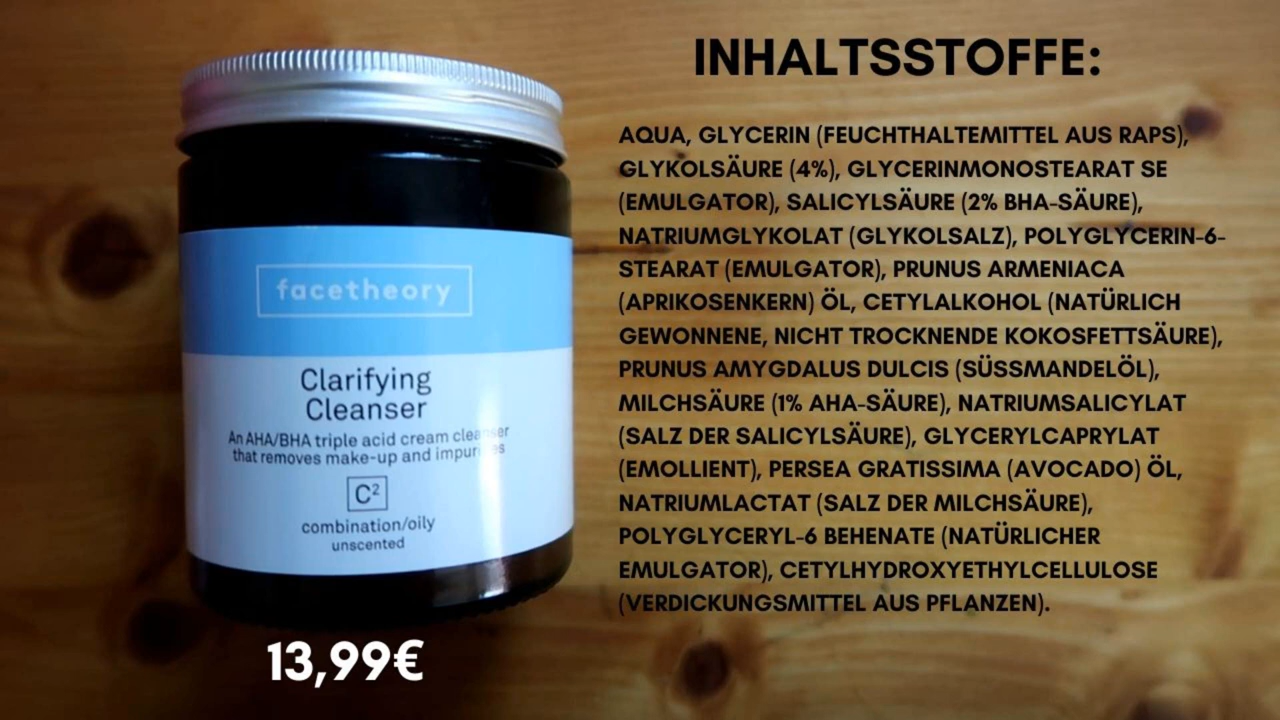 facetheory
Clarifying
Cleanser
An AHA/BHA triple acid cream cleanser
that removes make-up and impurities
C²
combination/oily
unscented
13,99€
INHALTSSTOFFE:
AQUA, GLYCERIN (FEUCHTHALTEMITTEL AUS RAPS),
GLYKOLSÄURE (4%), GLYCERINMONOSTEARAT SE
(EMULGATOR), SALICYLSÄURE (2% BHA-SÄURE),
NATRIUMGLYKOLAT (GLYKOLSALZ), POLYGLYCERIN-6-
STEARAT (EMULGATOR), PRUNUS ARMENIACA
(APRIKOSENKERN) ÖL, CETYLALKOHOL (NATÜRLICH
GEWONNENE, NICHT TROCKNENDE KOKOSFETTSÄURE),
PRUNUS AMYGDALUS DULCIS (SÜSSMANDELÖL),
MILCHSÄURE (1% AHA-SÄURE), NATRIUMSALICYLAT
(SALZ DER SALICYLSÄURE), GLYCERYLCAPRYLAT
(EMOLLIENT), PERSEA GRATISSIMA (AVOCADO) ÖL,
NATRIUMLACTAT (SALZ DER MILCHSÄURE),
POLYGLYCERYL-6 BEHENATE (NATÜRLICHER
EMULGATOR), CETYLHYDROXYETHYLCELLULOSE
(VERDICKUNGSMITTEL AUS PFLANZEN).